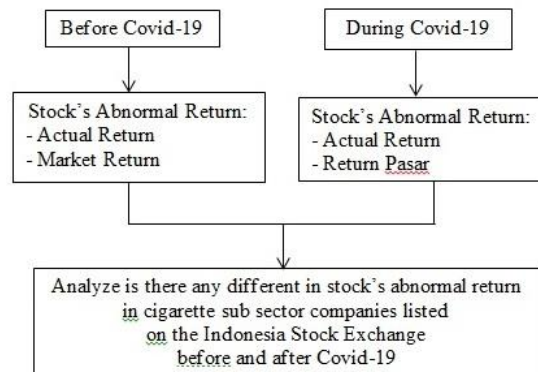 Before Covid-19
During Covid-19
Stock's Abnormal Return:
- Actual Return
- Market Return
Stock's Abnormal Return:
- Actual Return
- Return Pasar
Analyze is there any different in stock's abnormal return
in cigarette sub sector companies listed
on the Indonesia Stock Exchange
before and after Covid-19